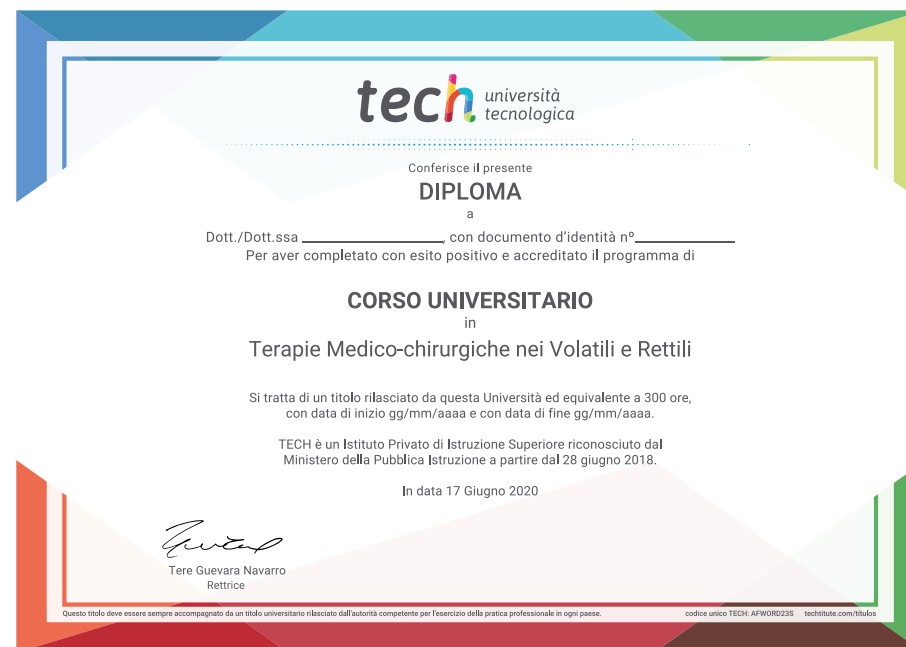 tech università
tecnologica
Conferisce il presente
DIPLOMA
a
Dott./Dott.ssa ____________, con documento d'identità nº____________
Per aver completato con esito positivo e accreditato il programma di
CORSO UNIVERSITARIO
in
Terapie Medico-chirurgiche nei Volatili e Rettili
Si tratta di un titolo rilasciato da questa Università ed equivalente a 300 ore,
con data di inizio gg/mm/aaaa e con data di fine gg/mm/aaaa.
TECH è un Istituto Privato di Istruzione Superiore riconosciuto dal
Ministero della Pubblica Istruzione a partire dal 28 giugno 2018.
In data 17 Giugno 2020
Tere Guevara Navarro
Rettrice
Questo titolo deve essere sempre accompagnato da un titolo universitario rilasciato dall'autorità competente per l'esercizio della pratica professionale in ogni paese. codice unico TECH: AFWORD23S techtitute.com/títulos